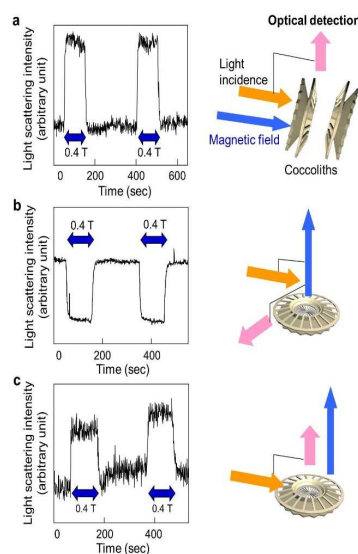 a
Light scattering intensity
(arbitrary unit)
0.4 T
0.4 T
0
200
400
600
Time (sec)
Optical detection
Light
incidence
Magnetic field
Coccoliths
b
Light scattering intensity
(arbitrary unit)
0.4 T
0.4 T
0
200
400
Time (sec)
c
Light scattering intensity
(arbitrary unit)
0.4 T
0.4 T
0
200
400
Time (sec)